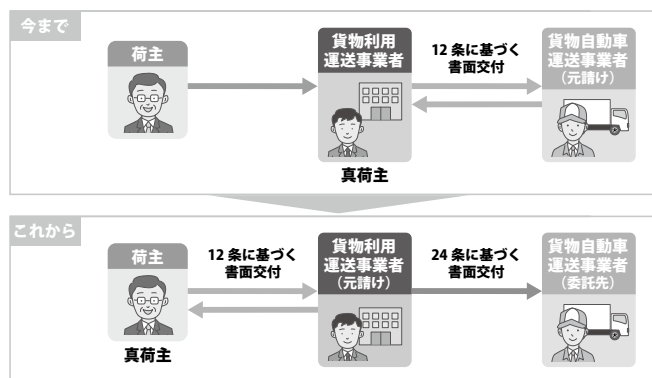 今まで
荷主
貨物利用
運送事業者
12条に基づく
書面交付
貨物自動車
運送事業者
（元請け）
真荷主
これから
荷主
12条に基づく
書面交付
貨物利用
運送事業者
（元請け）
24条に基づく
書面交付
貨物自動車
運送事業者
（委託先）
真荷主